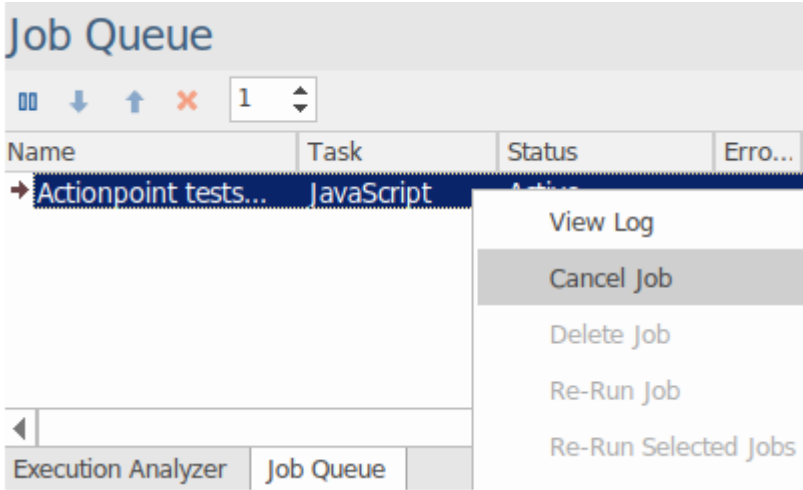 Job Queue
1
Name Task Status Erro...
Actionpoint tests... JavaScript Active
View Log
Cancel Job
Delete Job
Re-Run Job
Re-Run Selected Jobs
Execution Analyzer Job Queue